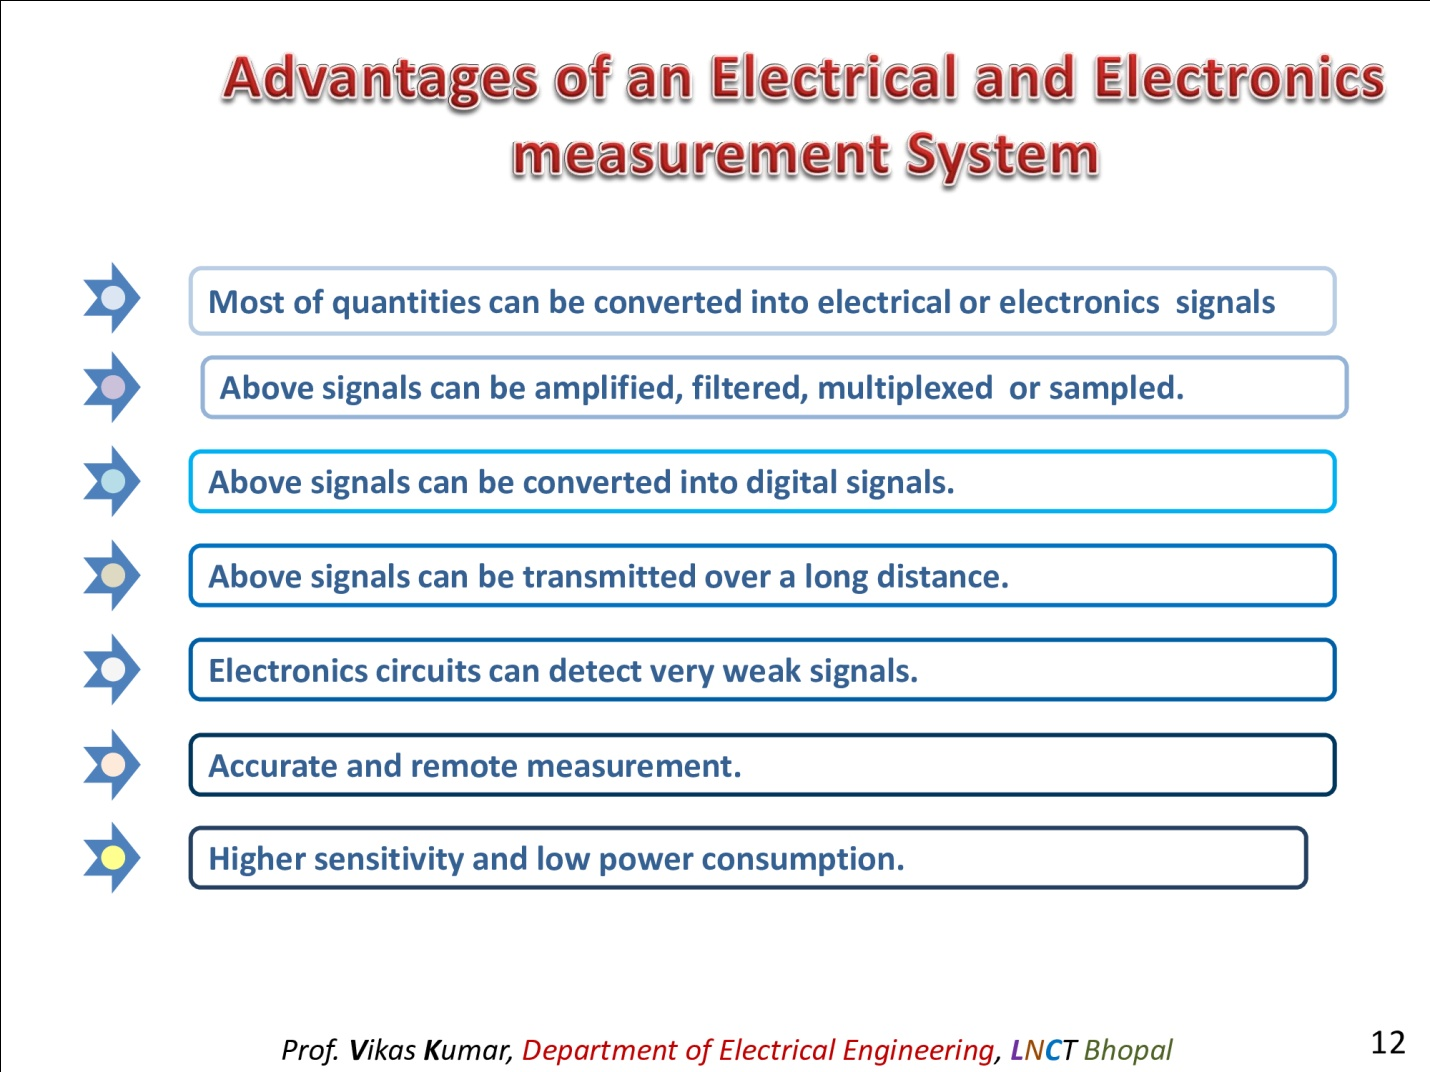 Advantages of an Electrical and Electronics
measurement System
Most of quantities can be converted into electrical or electronics  signals
Above signals can be amplified, filtered, multiplexed  or sampled.
Above signals can be converted into digital signals.
Above signals can be transmitted over a long distance.
Electronics circuits can detect very weak signals.
Accurate and remote measurement.
Higher sensitivity and low power consumption.
Prof. Vikas Kumar, Department of Electrical Engineering, LNCT Bhopal
12